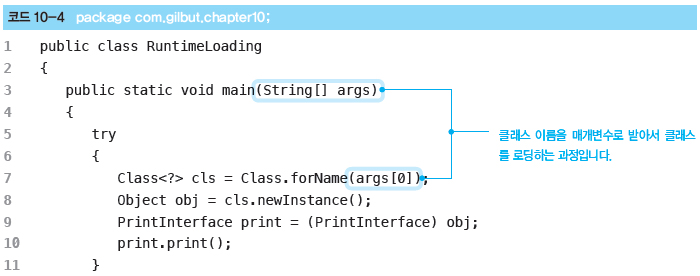 코드 10-4 package com.gilbut.chapter10;
1 public class RuntimeLoading
2 {
3 public static void main(String[] args)
4 {
5 try
6 {
7 Class<?> cls = Class.forName(args[0]);
8 Object obj = cls.newInstance();
9 PrintInterface print = (PrintInterface) obj;
10 print.print();
11 }
클래스 이름을 매개변수로 받아서 클래스
를 로딩하는 과정입니다.